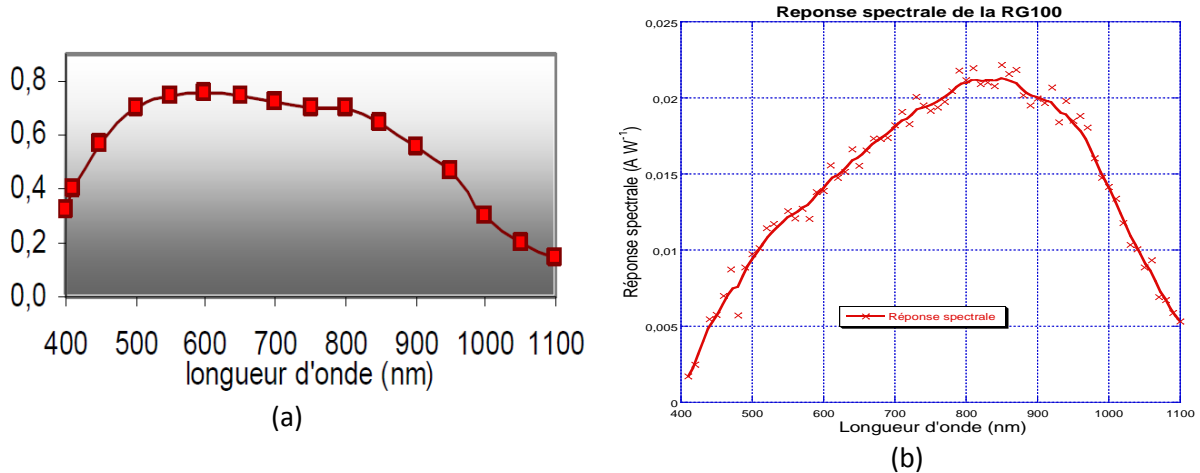 0,8
0,6
0,4
0,2
0,0
400 500 600 700 800 900 1000 1100
longueur d'onde (nm)
(a)
Reponse spectrale de la RG100
0,025
0,02
0,015
0,01
0,005
0
Réponse spectrale (A W⁻¹)
Réponse spectrale
400 500 600 700 800 900 1000 1100
Longueur d'onde (nm)
(b)